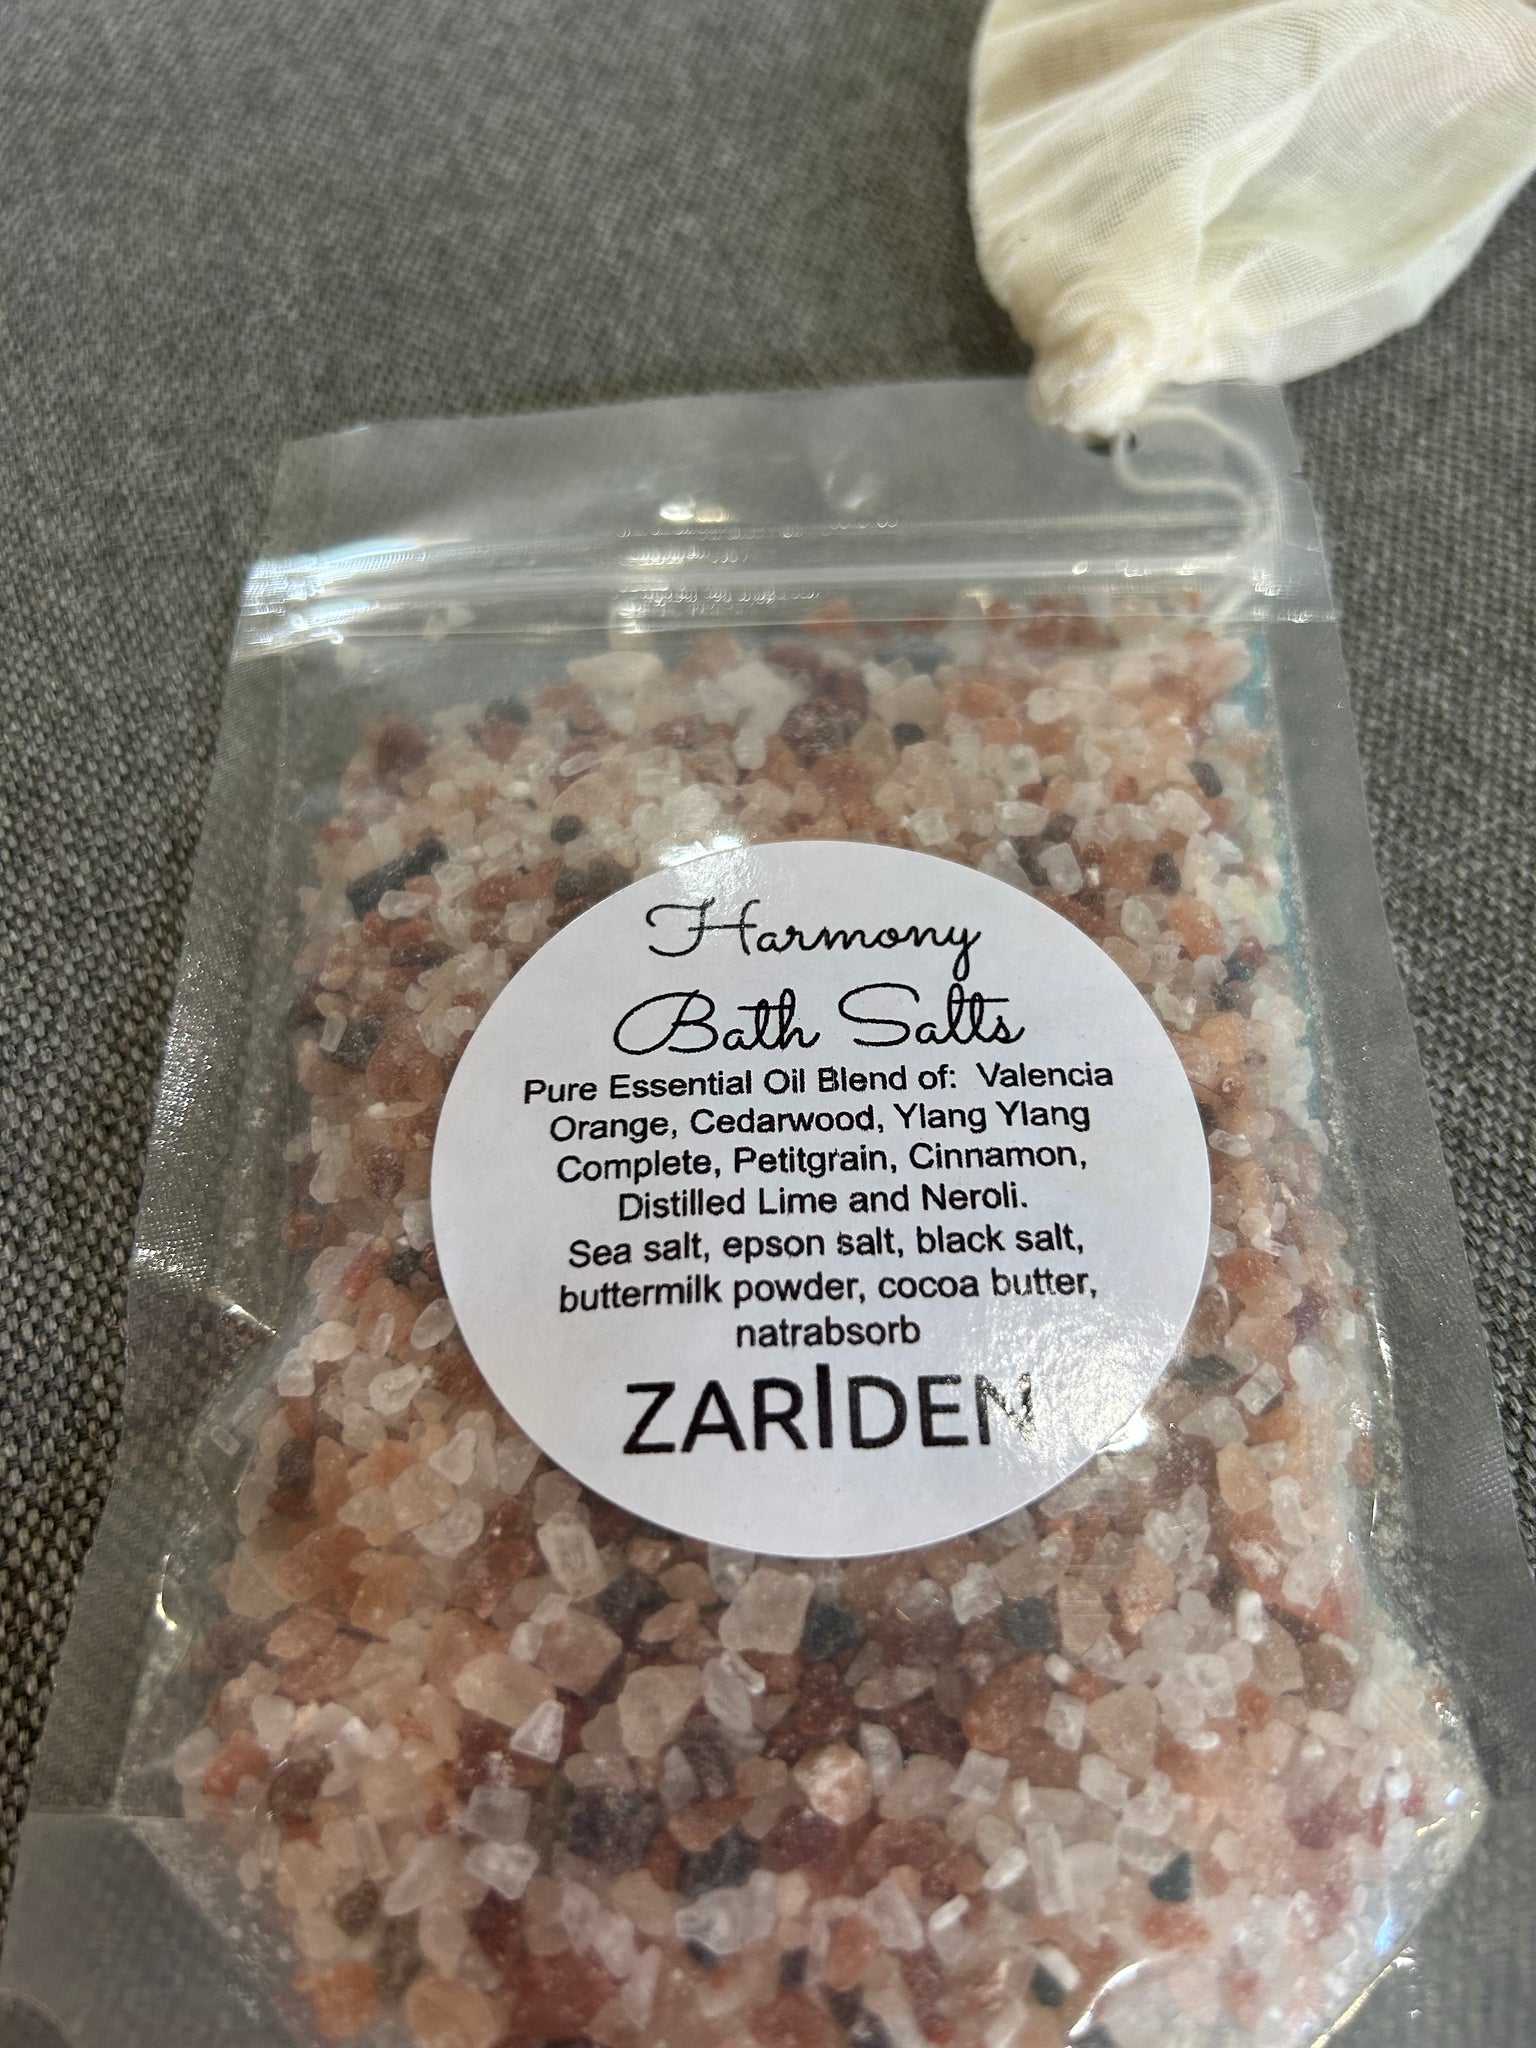 Harmony
Bath Salts
Pure Essential Oil Blend of: Valencia
Orange, Cedarwood, Ylang Ylang
Complete, Petitgrain, Cinnamon,
Distilled Lime and Neroli.
Sea salt, epson salt, black salt,
buttermilk powder, cocoa butter,
natrabsorb
ZARIDEN